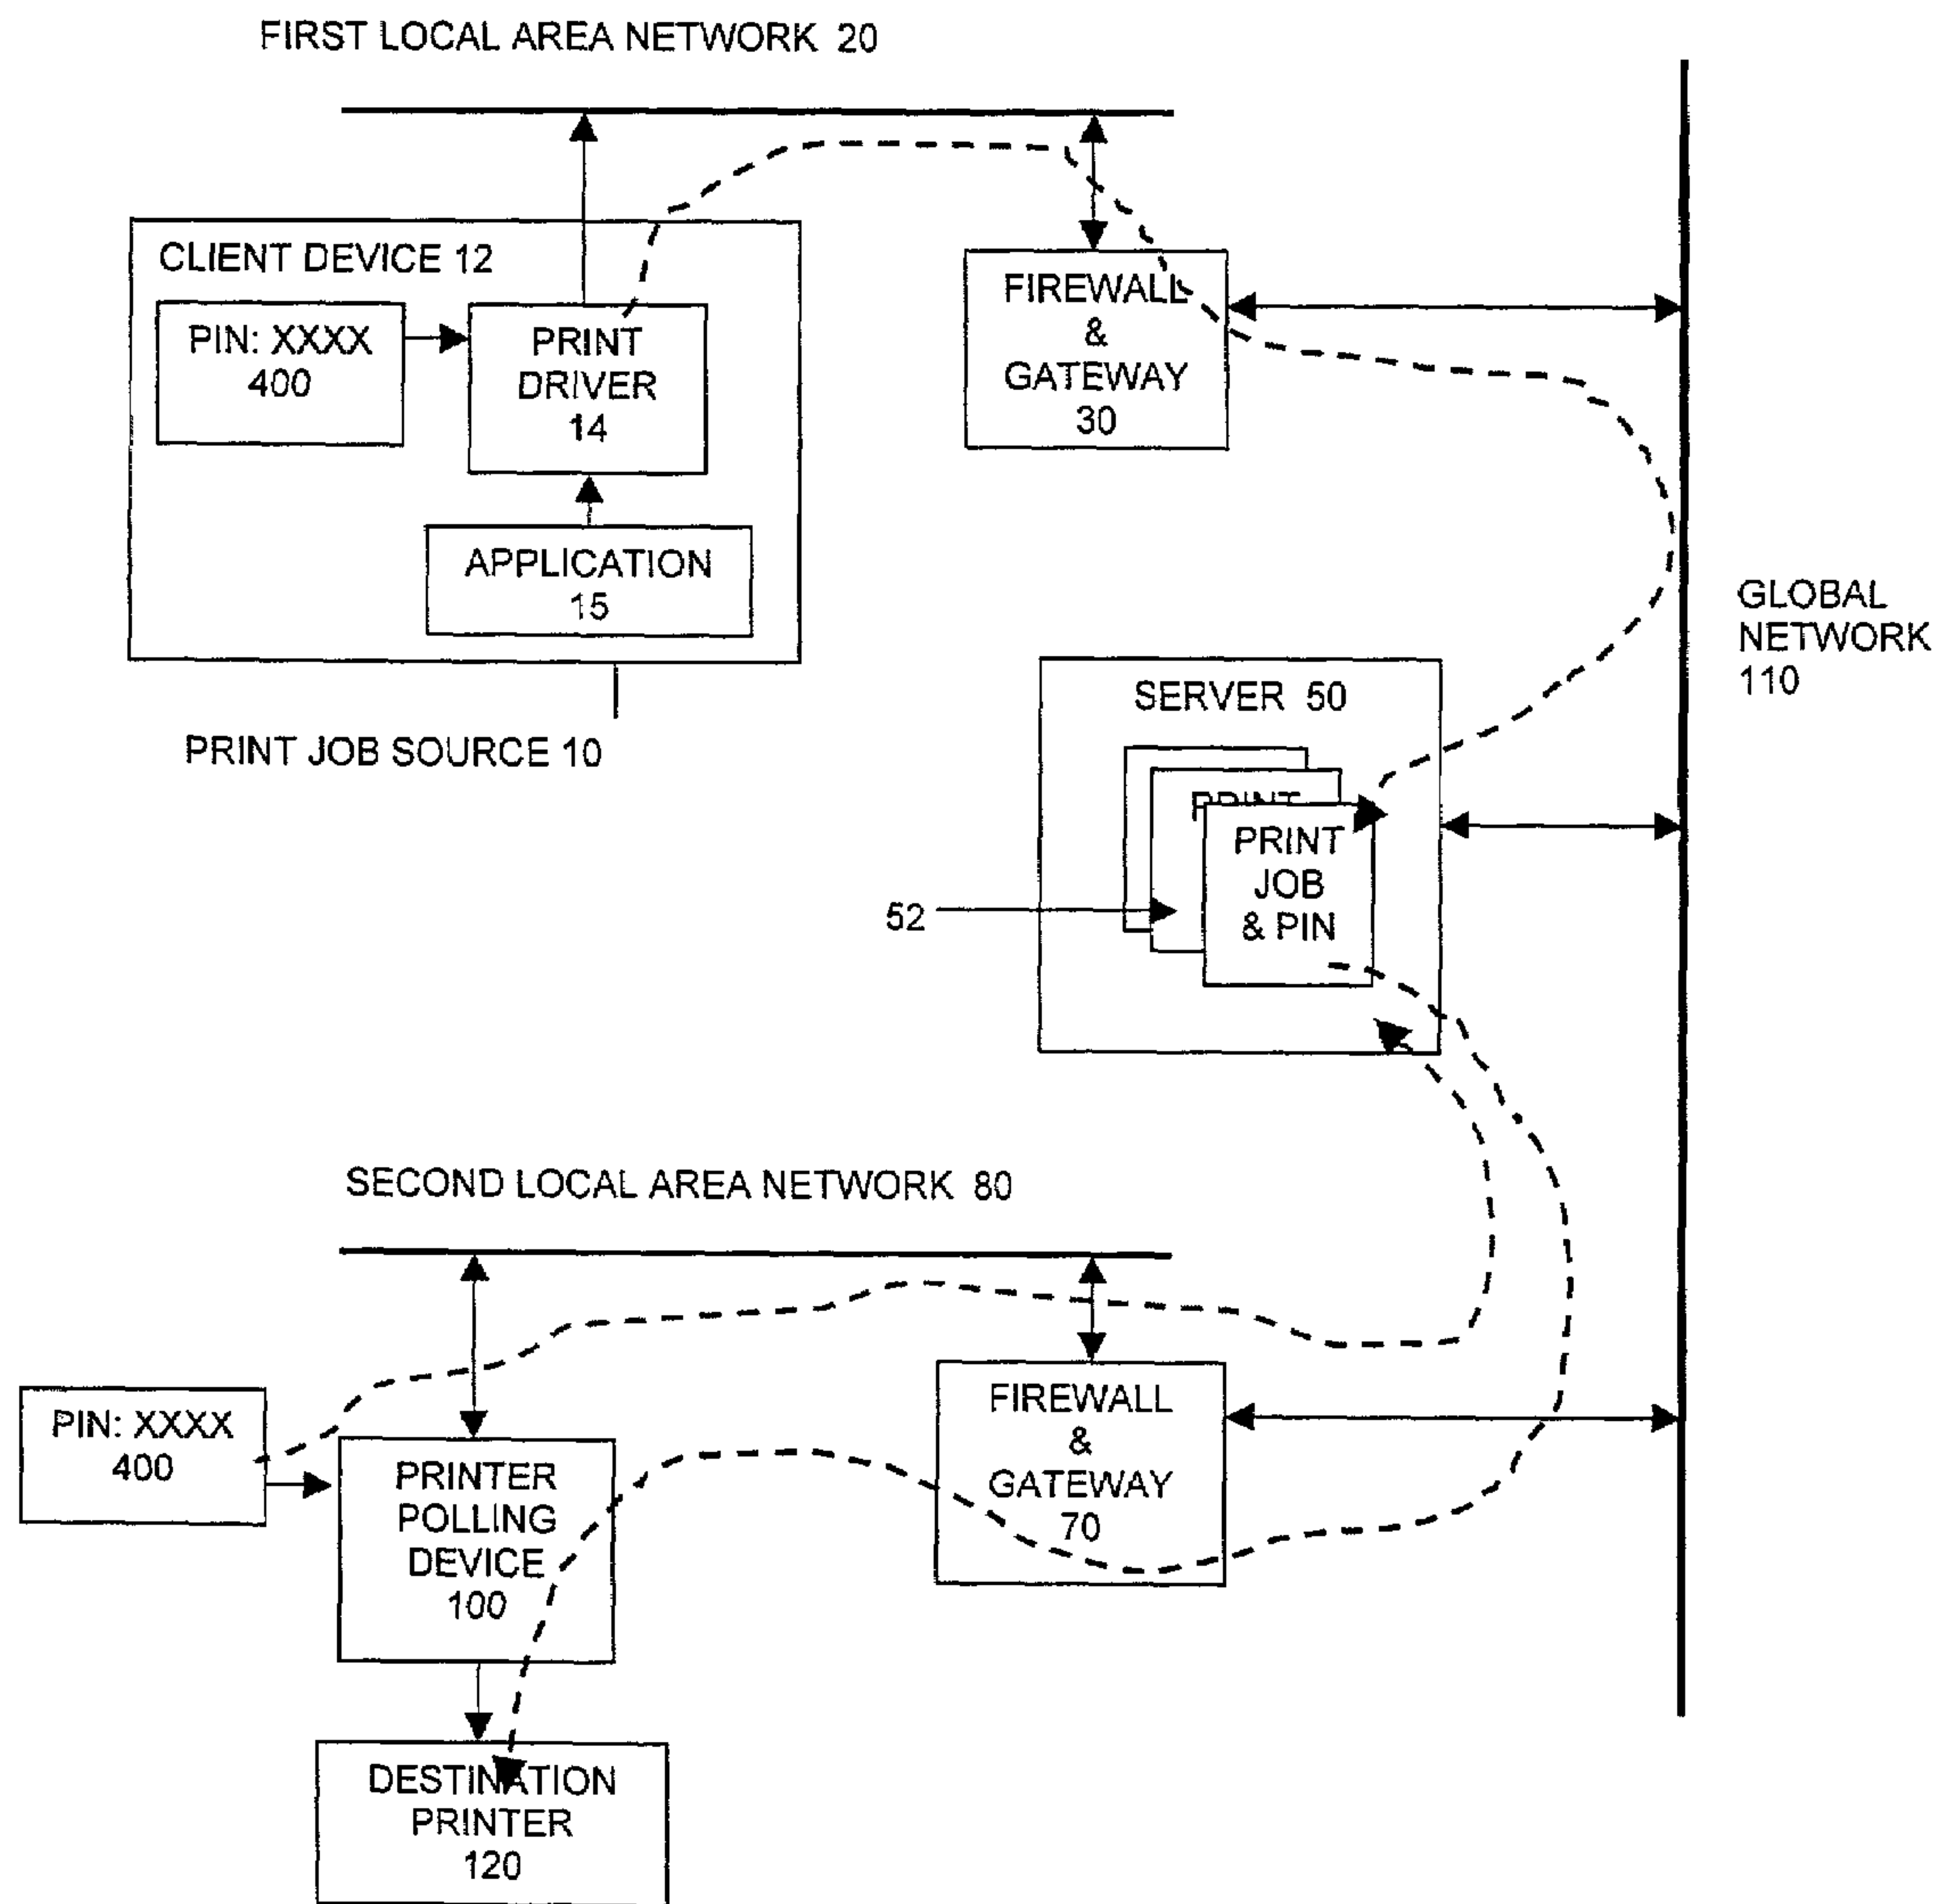 FIRST LOCAL AREA NETWORK 20
CLIENT DEVICE 12
PIN: XXXX
400
PRINT
DRIVER
14
APPLICATION
15
PRINT JOB SOURCE 10
FIREWALL
&
GATEWAY
30
GLOBAL
NETWORK
110
SERVER 50
PRINT
PRINT
JOB
& PIN
52
SECOND LOCAL AREA NETWORK 80
PIN: XXXX
400
PRINTER
POLLING
DEVICE
100
FIREWALL
&
GATEWAY
70
DESTINATION
PRINTER
120